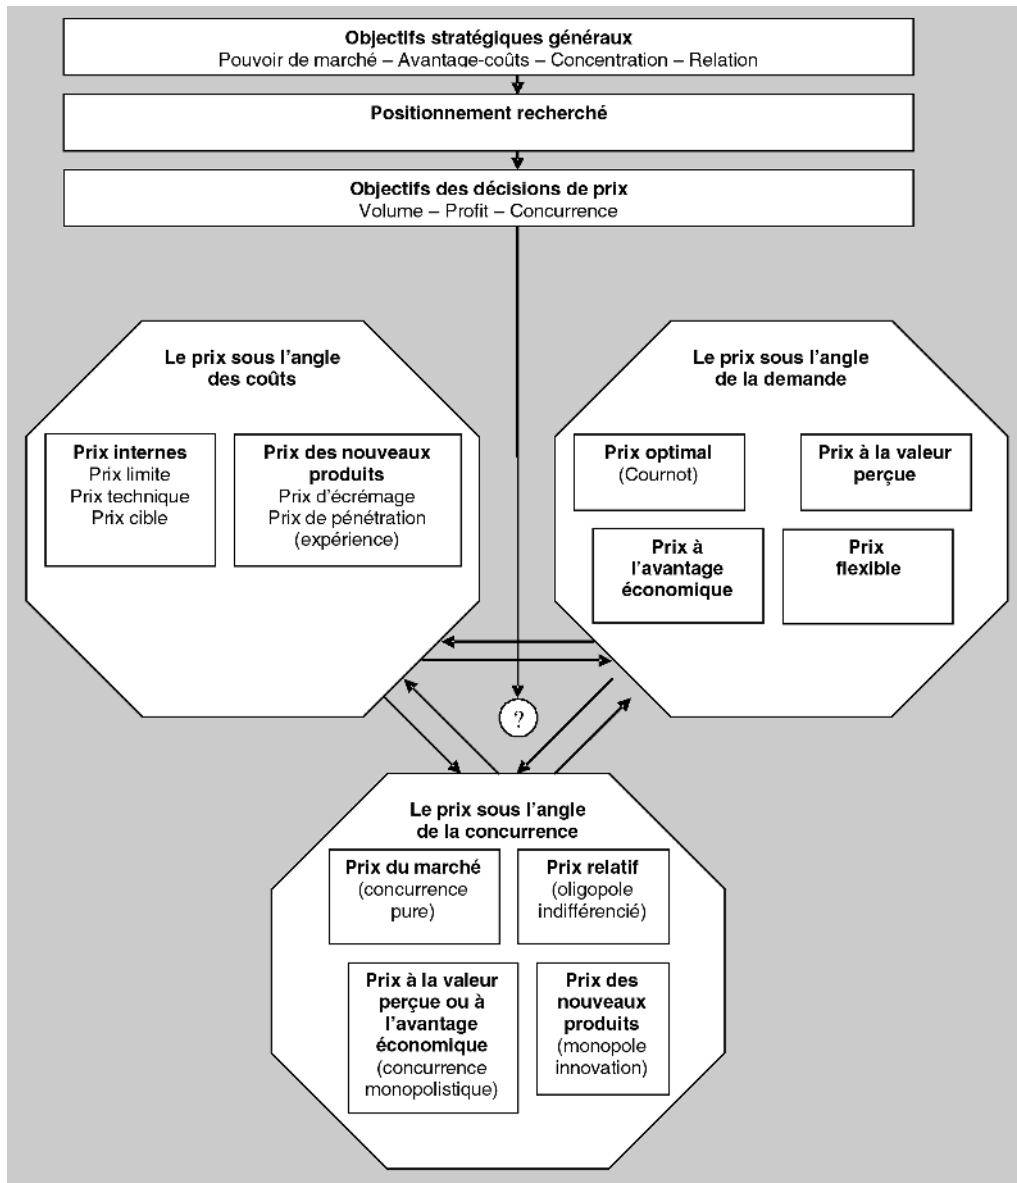 Objectifs stratégiques généraux
Pouvoir de marché – Avantage-coûts – Concentration – Relation
Positionnement recherché
Objectifs des décisions de prix
Volume – Profit – Concurrence
Le prix sous l'angle
des coûts
Prix internes
Prix limite
Prix technique
Prix cible
Prix des nouveaux
produits
Prix d'écrémage
Prix de pénétration
(expérience)
Le prix sous l'angle
de la demande
Prix optimal
(Cournot)
Prix à la valeur
perçue
Prix à
l'avantage
économique
Prix
flexible
?
Le prix sous l'angle
de la concurrence
Prix du marché
(concurrence
pure)
Prix relatif
(oligopole
indifférencié)
Prix à la valeur
perçue ou à
l'avantage
économique
(concurrence
monopolistique)
Prix des
nouveaux
produits
(monopole
innovation)